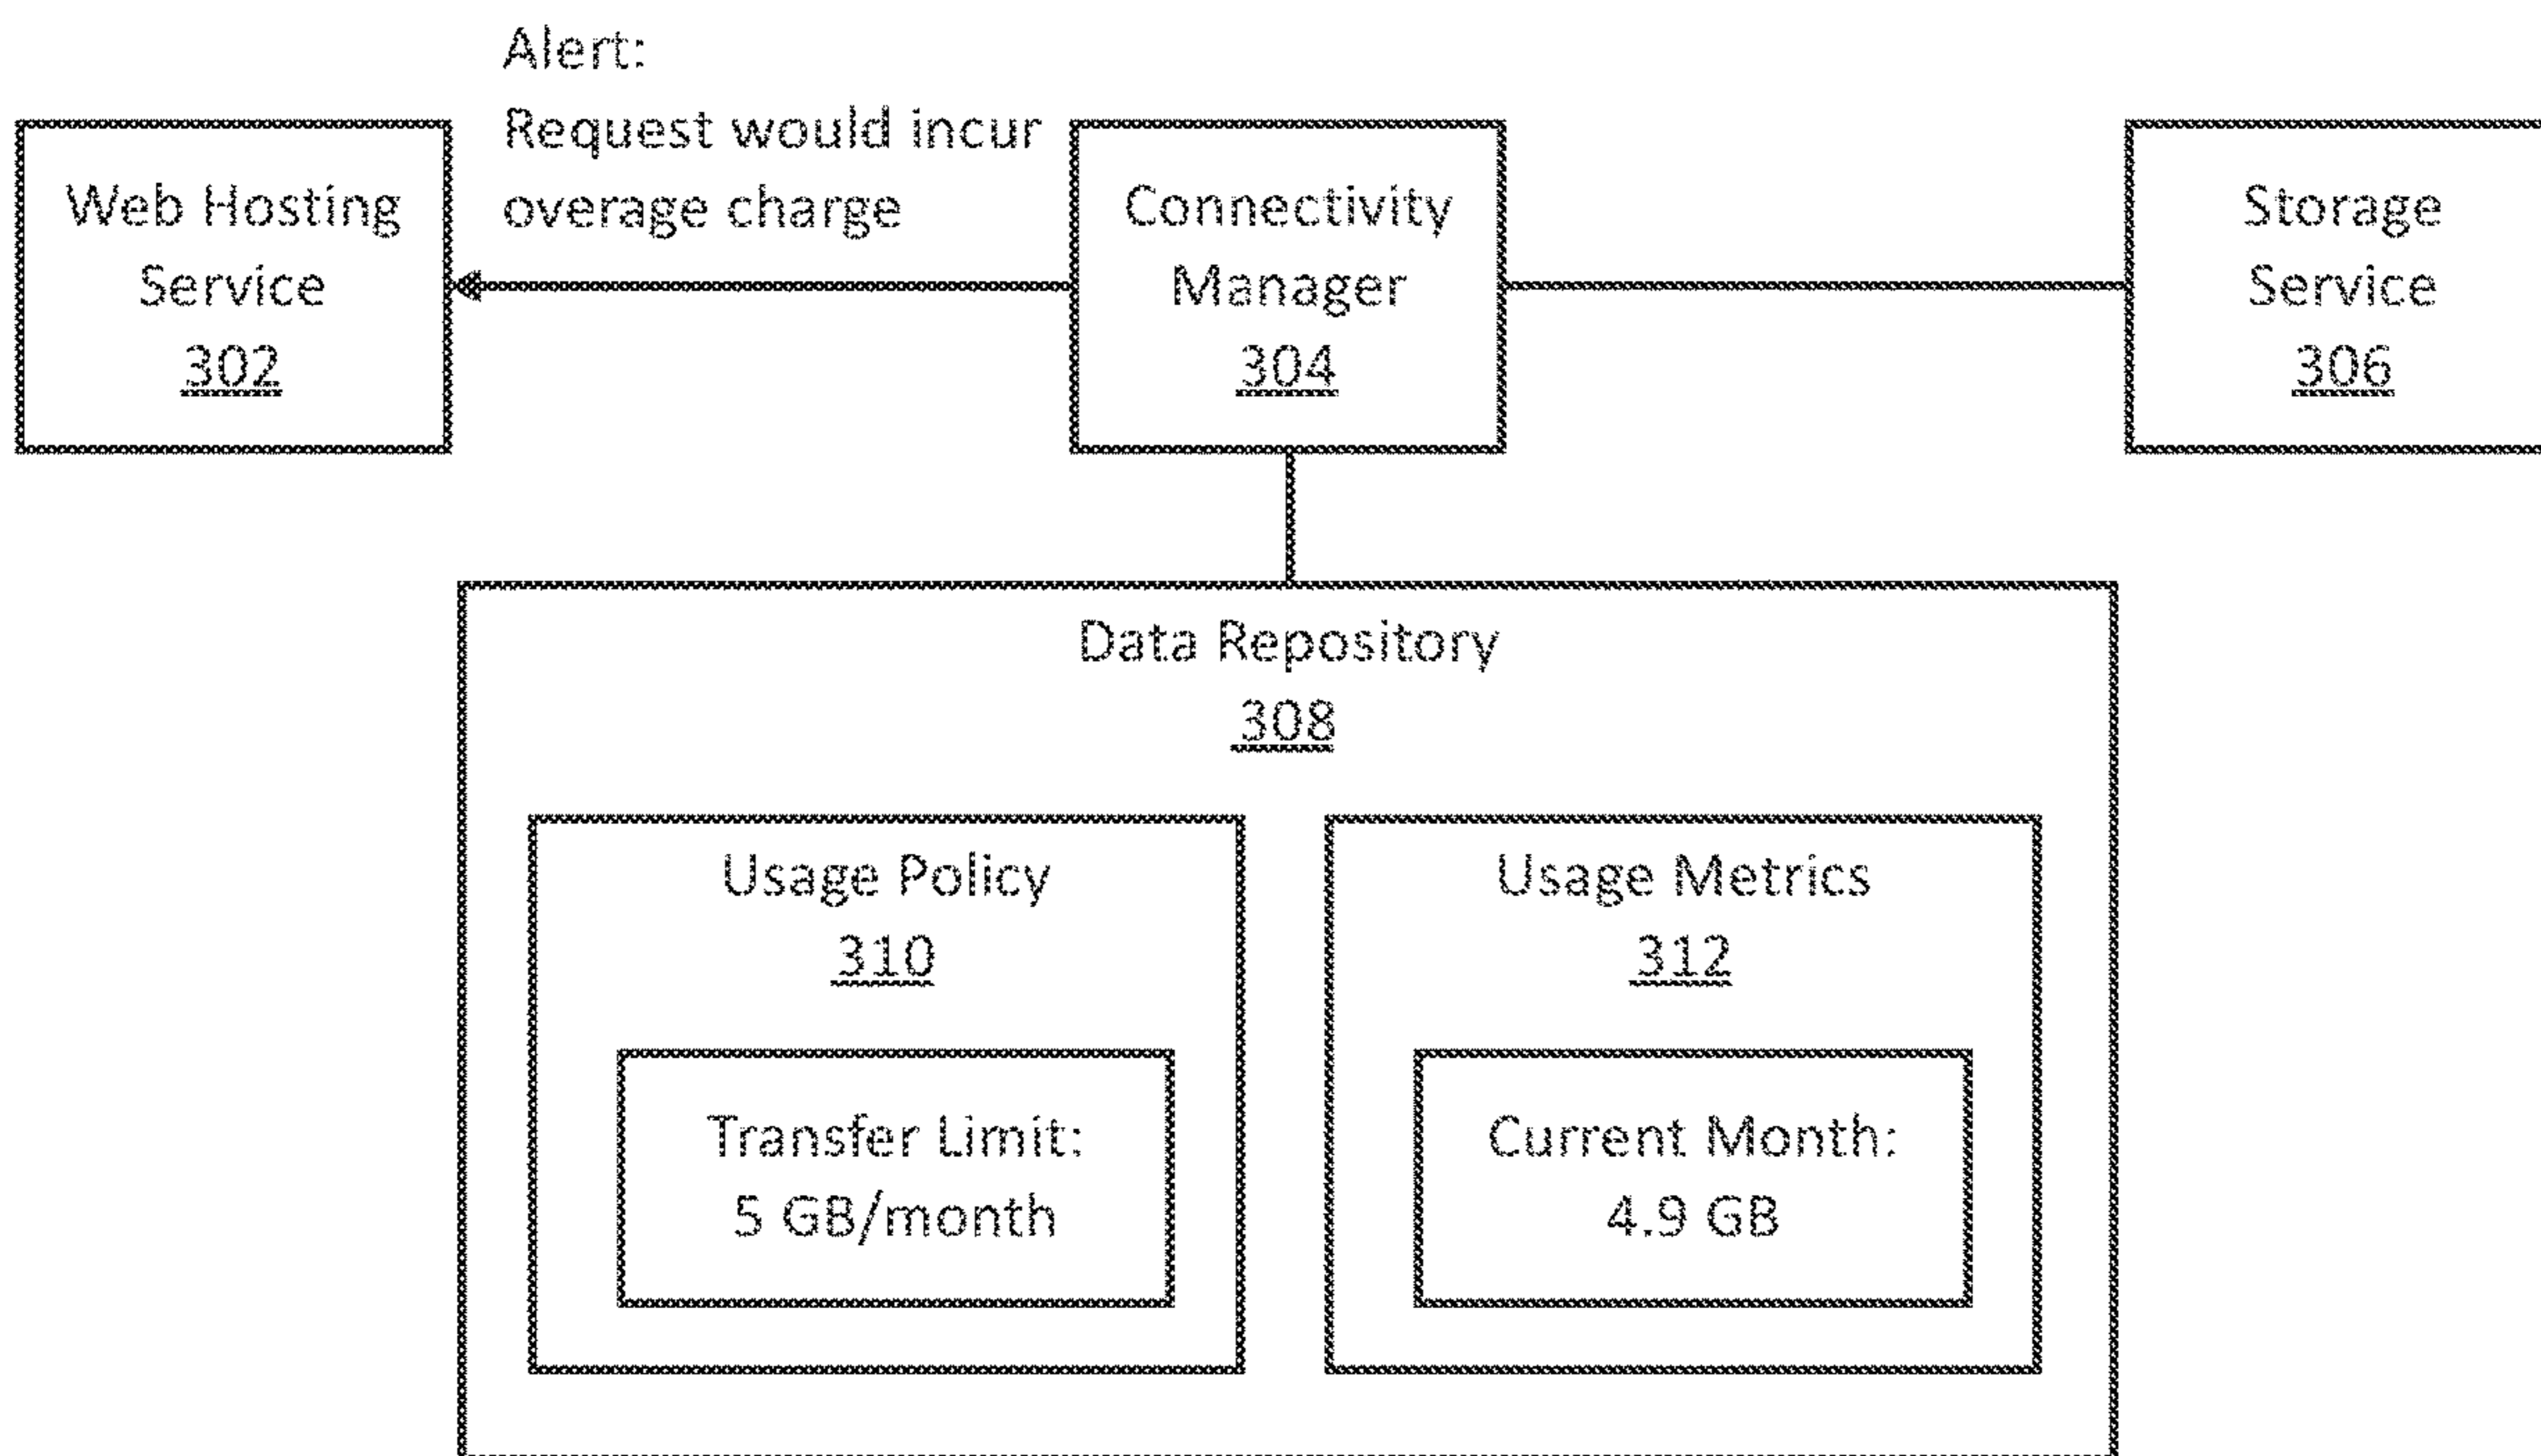 Alert:
Request would incur
overage charge
Web Hosting
Service
302
Connectivity
Manager
304
Storage
Service
306
Data Repository
308
Usage Policy
310
Transfer Limit:
5 GB/month
Usage Metrics
312
Current Month:
4.9 GB